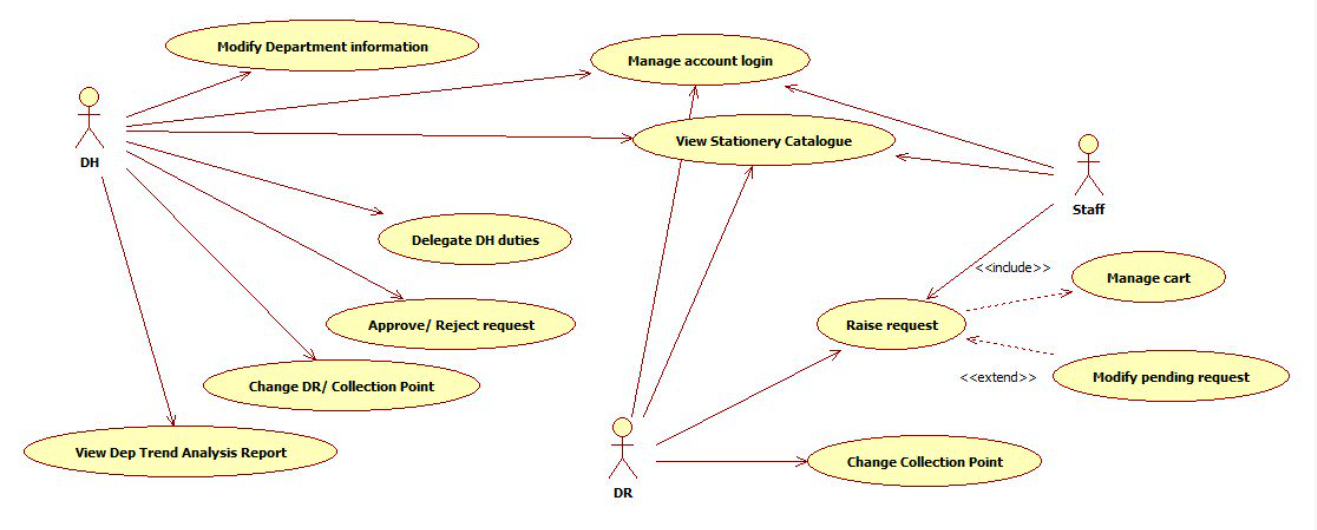 Modify Department information
Manage account login
View Stationery Catalogue
DH
Staff
Delegate DH duties
<<include>>
Manage cart
Approve/ Reject request
Raise request
Change DR/ Collection Point
<<extend>>
Modify pending request
View Dep Trend Analysis Report
Change Collection Point
DR